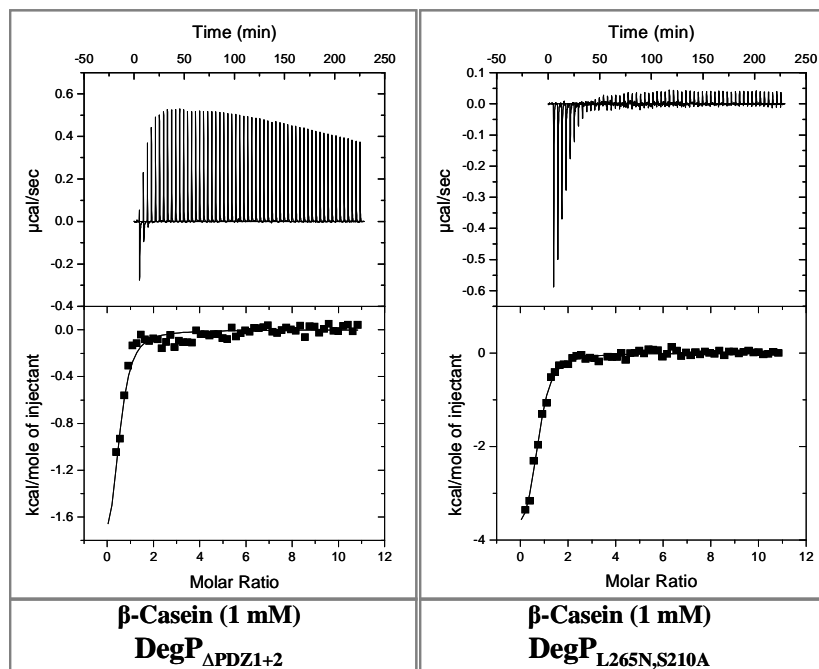 Time (min)
-50 0 50 100 150 200 250
0.6
0.4
0.2
0.0
-0.2
-0.4
µcal/sec
0.0
-0.4
-0.8
-1.2
-1.6
kcal/mole of injectant
0 2 4 6 8 10 12
Molar Ratio
β-Casein (1 mM)
DegPΔPDZ1+2
Time (min)
-50 0 50 100 150 200 250
0.1
0.0
-0.1
-0.2
-0.3
-0.4
-0.5
-0.6
µcal/sec
0
-2
-4
kcal/mole of injectant
0 2 4 6 8 10 12
Molar Ratio
β-Casein (1 mM)
DegPL265N,S210A